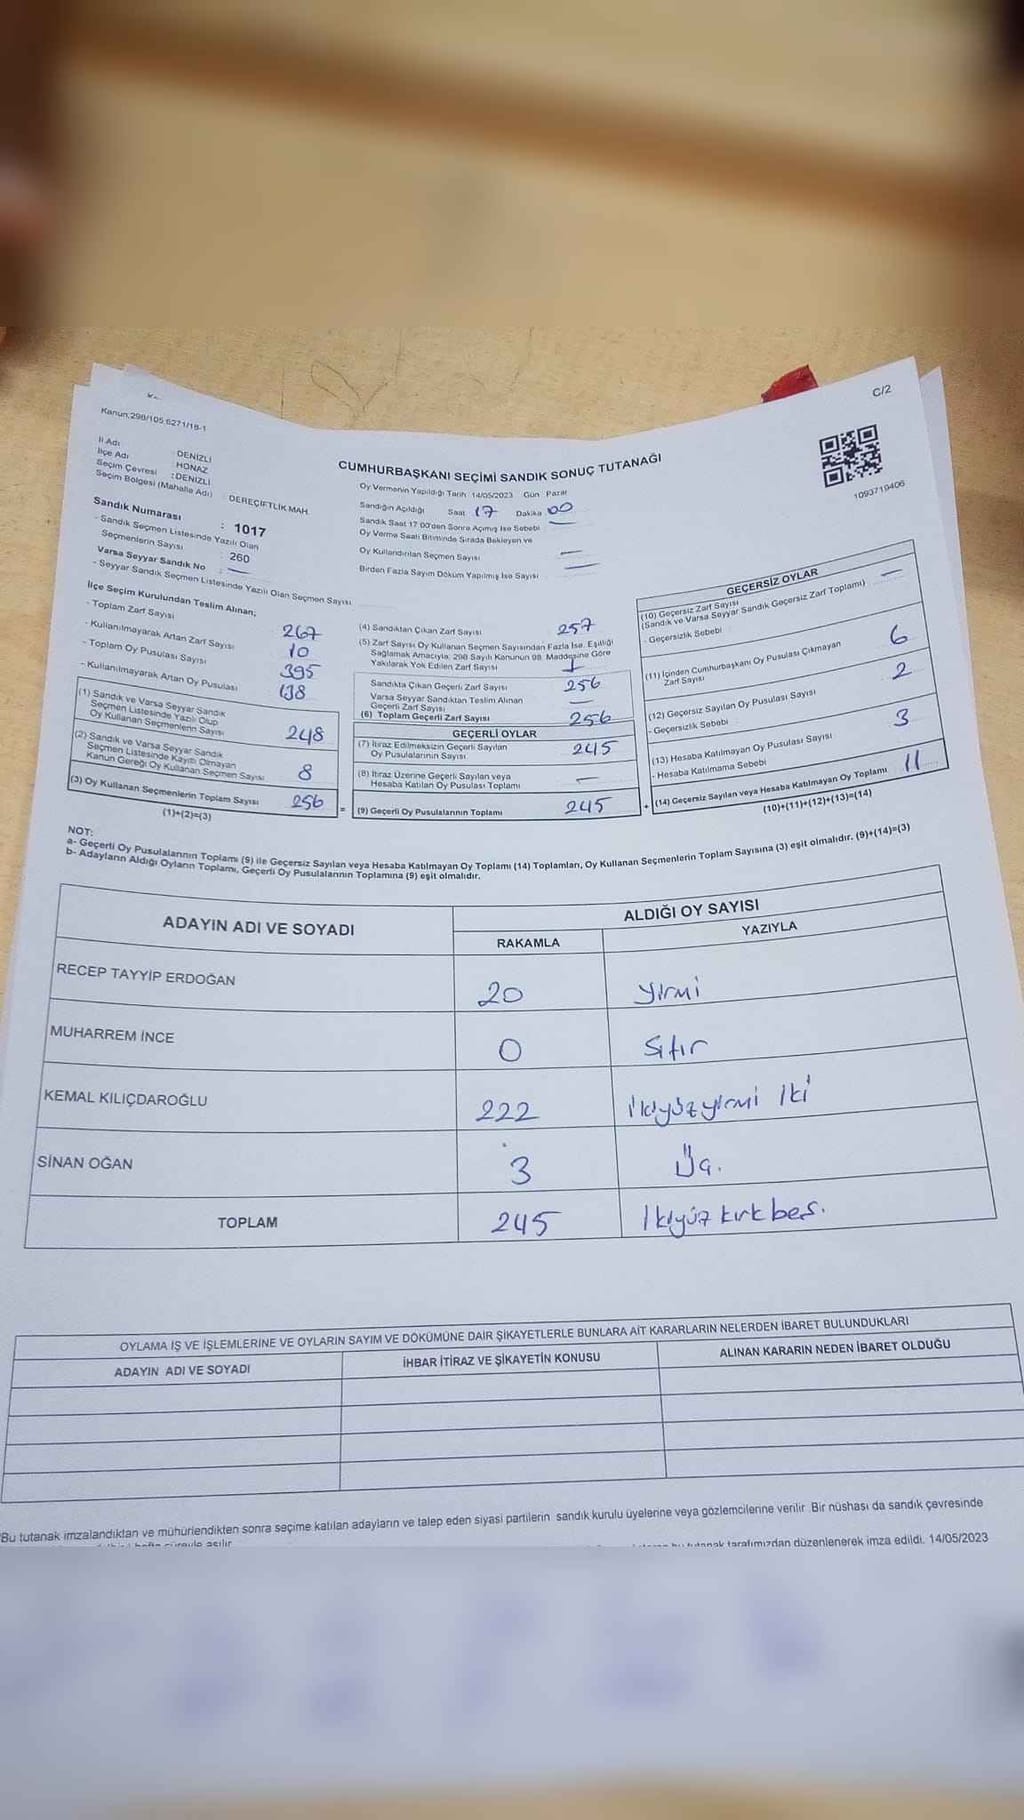 C/2
Kanun:298/105,6271/18-1
1093719406
İl Adı : DENİZLİ
İlçe Adı : HONAZ
Seçim Çevresi : DENİZLİ
Seçim Bölgesi (Mahalle Adı) : DEREÇİFTLİK MAH.
Sandık Numarası : 1017
- Sandık Seçmen Listesinde Yazılı Olan
Seçmenlerin Sayısı : 260
Varsa Seyyar Sandık No : —
- Seyyar Sandık Seçmen Listesinde Yazılı Olan Seçmen Sayısı
CUMHURBAŞKANI SEÇİMİ SANDIK SONUÇ TUTANAĞI
Oy Vermenin Yapıldığı Tarih 14/05/2023 Gün Pazar
Sandığın Açıldığı Saat 17 Dakika 00
Sandık Saat 17 00'den Sonra Açımış İse Sebebi —
Oy Verme Saati Bitiminde Sırada Bekleyen ve
Oy Kullandırılan Seçmen Sayısı —
Birden Fazla Sayım Döküm Yapılmış İse Sayısı —
İlçe Seçim Kurulundan Teslim Alınan;
- Toplam Zarf Sayısı 267
- Kullanılmayarak Artan Zarf Sayısı 10
- Toplam Oy Pusulası Sayısı 395
- Kullanılmayarak Artan Oy Pusulası 138
(1) Sandık ve Varsa Seyyar Sandık
Seçmen Listesinde Yazılı Olup
Oy Kullanan Seçmenlerin Sayısı 248
(2) Sandık ve Varsa Seyyar Sandık
Seçmen Listesinde Kayıtlı Olmayan
Kanun Gereği Oy Kullanan Seçmen Sayısı 8
(3) Oy Kullanan Seçmenlerin Toplam Sayısı 256
(1)+(2)=(3)
=
(4) Sandıktan Çıkan Zarf Sayısı 257
(5) Zarf Sayısı Oy Kullanan Seçmen Sayısından Fazla İse, Eşitliği
Sağlamak Amacıyla, 298 Sayılı Kanunun 98. Maddesine Göre
Yakılarak Yok Edilen Zarf Sayısı 1
Sandıkta Çıkan Geçerli Zarf Sayısı 256
Varsa Seyyar Sandıktan Teslim Alınan
Geçerli Zarf Sayısı —
(6) Toplam Geçerli Zarf Sayısı 256
GEÇERLİ OYLAR
(7) İtiraz Edilmeksizin Geçerli Sayılan
Oy Pusulalarının Sayısı 245
(8) İtiraz Üzerine Geçerli Sayılan veya
Hesaba Katılan Oy Pusulası Toplamı —
(9) Geçerli Oy Pusulalarının Toplamı 245
+
GEÇERSİZ OYLAR
(10) Geçersiz Zarf Sayısı —
(Sandık ve Varsa Seyyar Sandık Geçersiz Zarf Toplamı)
- Geçersizlik Sebebi
(11) İçinden Cumhurbaşkanı Oy Pusulası Çıkmayan
Zarf Sayısı 6
(12) Geçersiz Sayılan Oy Pusulası Sayısı 2
- Geçersizlik Sebebi
(13) Hesaba Katılmayan Oy Pusulası Sayısı 3
- Hesaba Katılmama Sebebi
(14) Geçersiz Sayılan veya Hesaba Katılmayan Oy Toplamı 11
(10)+(11)+(12)+(13)=(14)
NOT:
a- Geçerli Oy Pusulalarının Toplamı (9) ile Geçersiz Sayılan veya Hesaba Katılmayan Oy Toplamı (14) Toplamları, Oy Kullanan Seçmenlerin Toplam Sayısına (3) eşit olmalıdır. (9)+(14)=(3)
b- Adayların Aldığı Oyların Toplamı, Geçerli Oy Pusulalarının Toplamına (9) eşit olmalıdır.
ADAYIN ADI VE SOYADI
ALDIĞI OY SAYISI
RAKAMLA YAZIYLA
RECEP TAYYİP ERDOĞAN 20 yirmi
MUHARREM İNCE 0 Sıfır
KEMAL KILIÇDAROĞLU 222 İkiyüzyirmi iki
SİNAN OĞAN 3 Üç.
TOPLAM 245 İkiyüz kırkbeş.
OYLAMA İŞ VE İŞLEMLERİNE VE OYLARIN SAYIM VE DÖKÜMÜNE DAİR ŞİKAYETLERLE BUNLARA AİT KARARLARIN NELERDEN İBARET BULUNDUKLARI
ADAYIN ADI VE SOYADI İHBAR İTİRAZ VE ŞİKAYETİN KONUSU ALINAN KARARIN NEDEN İBARET OLDUĞU
Bu tutanak imzalandıktan ve mühürlendikten sonra seçime katılan adayların ve talep eden siyasi partilerin sandık kurulu üyelerine veya gözlemcilerine verilir. Bir nüshası da sandık çevresinde
hafta süreyle asılır. bu tutanak tarafımızdan düzenlenerek imza edildi. 14/05/2023